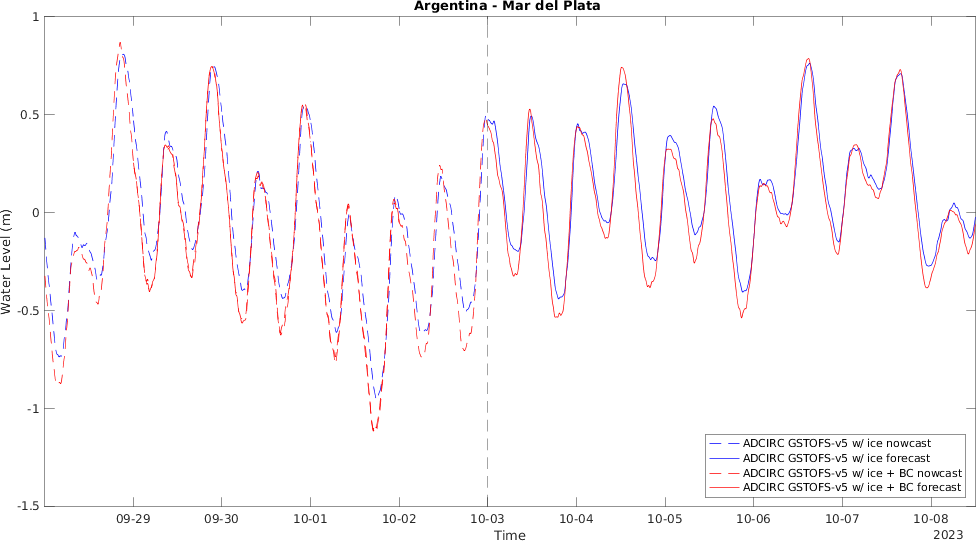 Argentina - Mar del Plata
1
0.5
0
-0.5
-1
-1.5
Water Level (m)
ADCIRC GSTOFS-v5 w/ ice nowcast
ADCIRC GSTOFS-v5 w/ ice forecast
ADCIRC GSTOFS-v5 w/ ice + BC nowcast
ADCIRC GSTOFS-v5 w/ ice + BC forecast
09-29 09-30 10-01 10-02 10-03 10-04 10-05 10-06 10-07 10-08
Time
2023